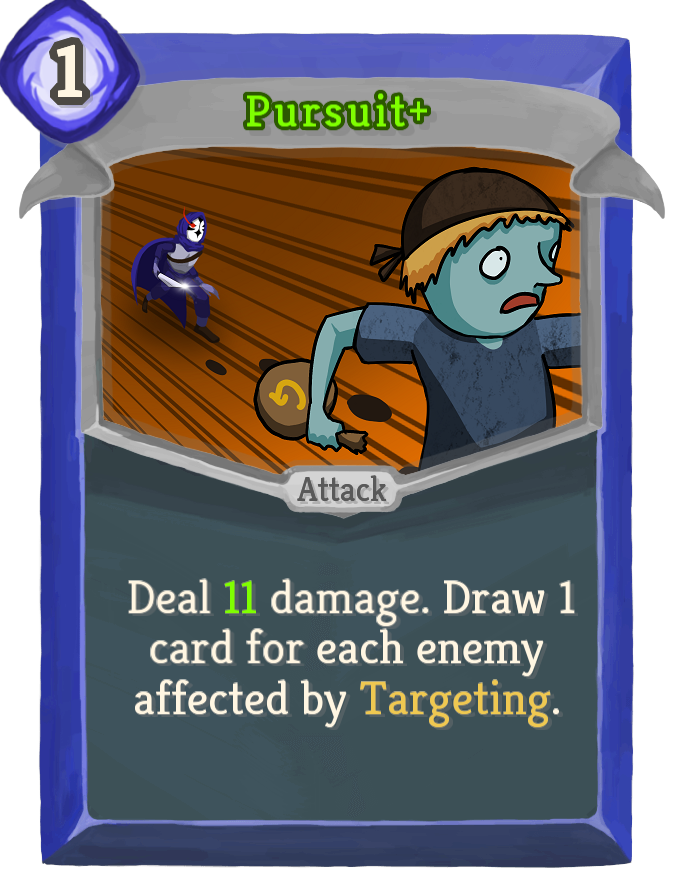 1
Pursuit+
Attack
Deal 11 damage. Draw 1
card for each enemy
affected by Targeting.